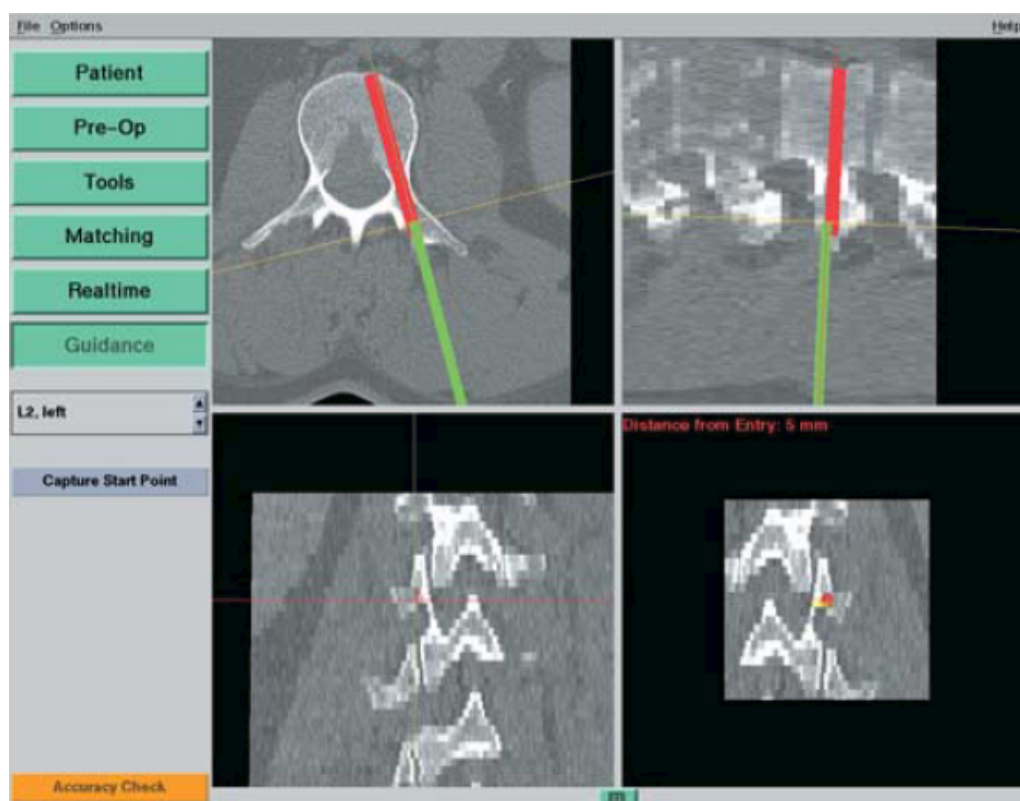 File Options
Help
Patient
Pre-Op
Tools
Matching
Realtime
Guidance
L2, left
Capture Start Point
Accuracy Check
Distance from Entry: 5 mm